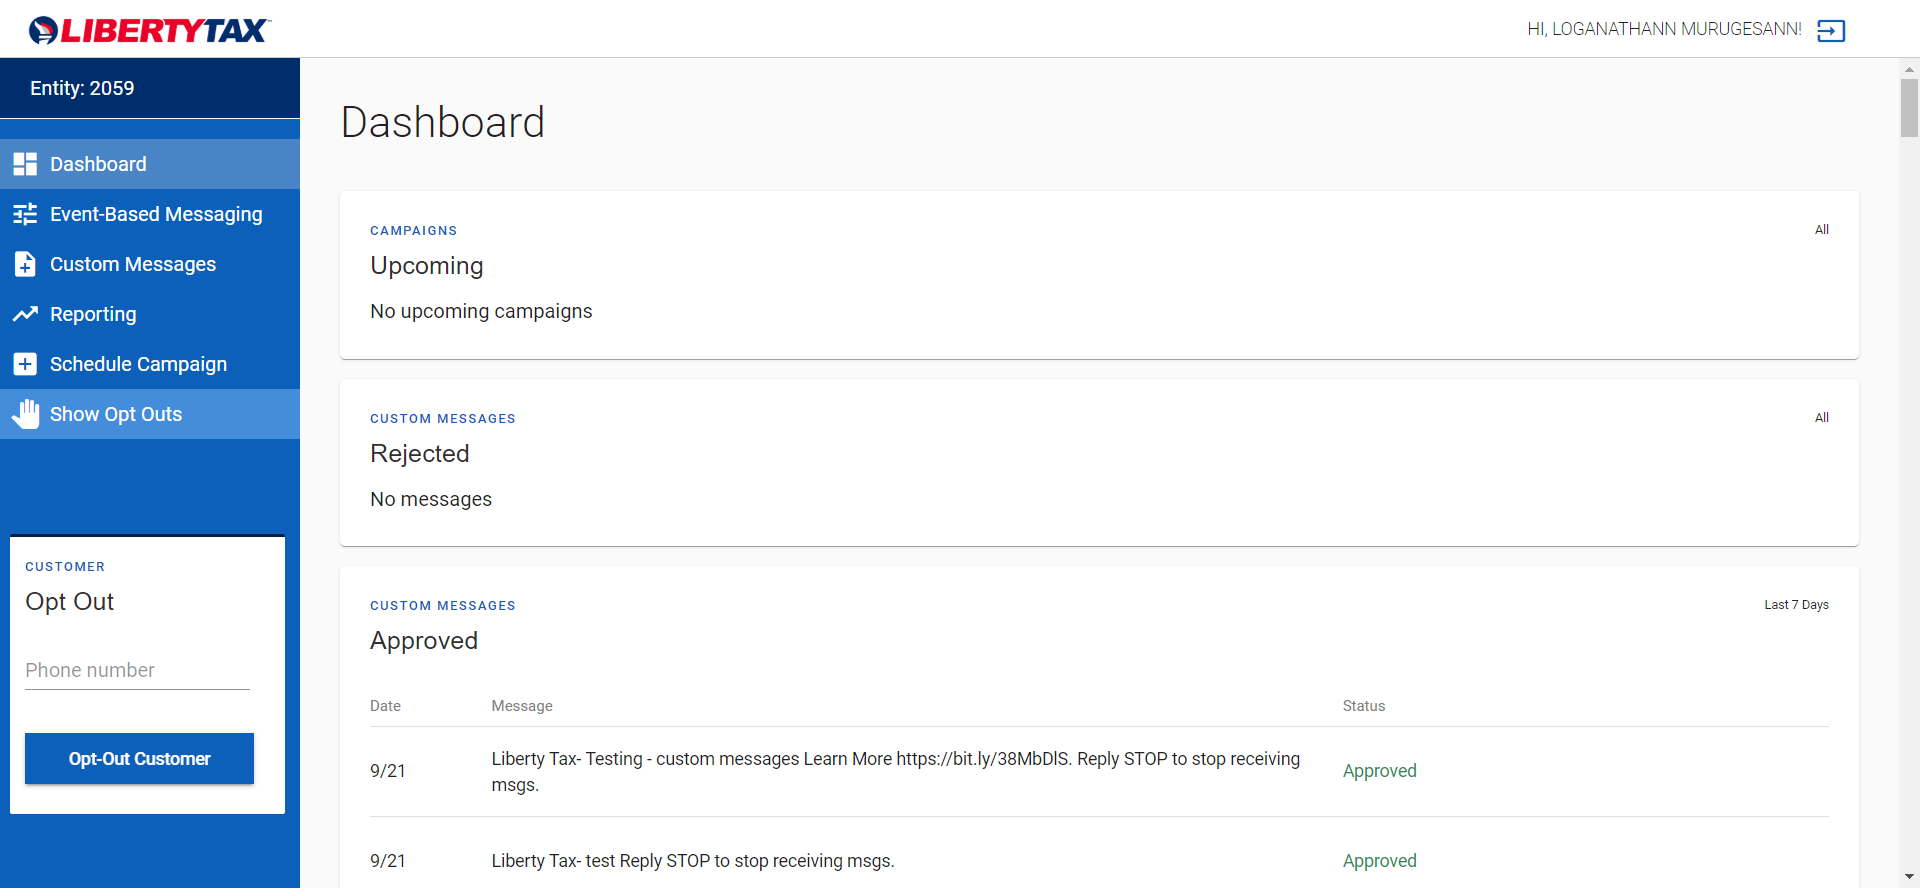 LIBERTYTAX
HI, LOGANATHANN MURUGESANN!
Entity: 2059
Dashboard
Event-Based Messaging
Custom Messages
Reporting
Schedule Campaign
Show Opt Outs
CUSTOMER
Opt Out
Phone number
Opt-Out Customer
Dashboard
CAMPAIGNS
All
Upcoming
No upcoming campaigns
CUSTOM MESSAGES
All
Rejected
No messages
CUSTOM MESSAGES
Last 7 Days
Approved
Date Message Status
9/21 Liberty Tax- Testing - custom messages Learn More https://bit.ly/38MbDlS. Reply STOP to stop receiving
msgs. Approved
9/21 Liberty Tax- test Reply STOP to stop receiving msgs. Approved